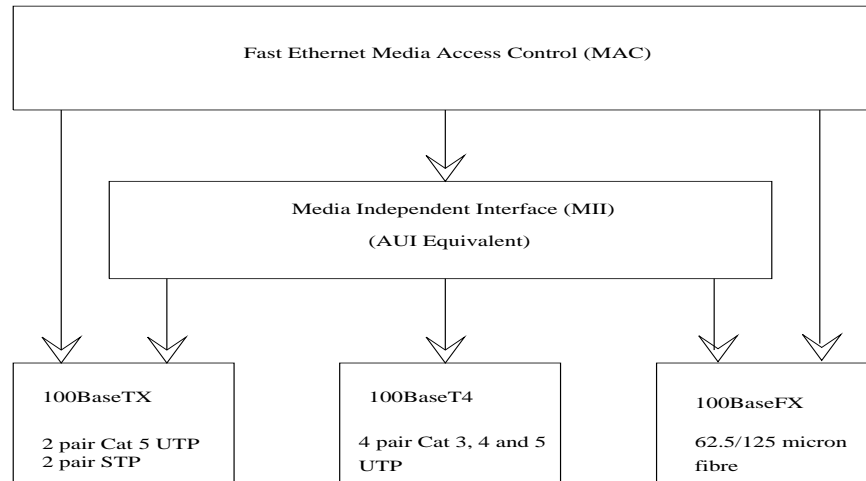 Fast Ethernet Media Access Control (MAC)
Media Independent Interface (MII)
(AUI Equivalent)
100BaseTX
2 pair Cat 5 UTP
2 pair STP
100BaseT4
4 pair Cat 3, 4 and 5
UTP
100BaseFX
62.5/125 micron
fibre